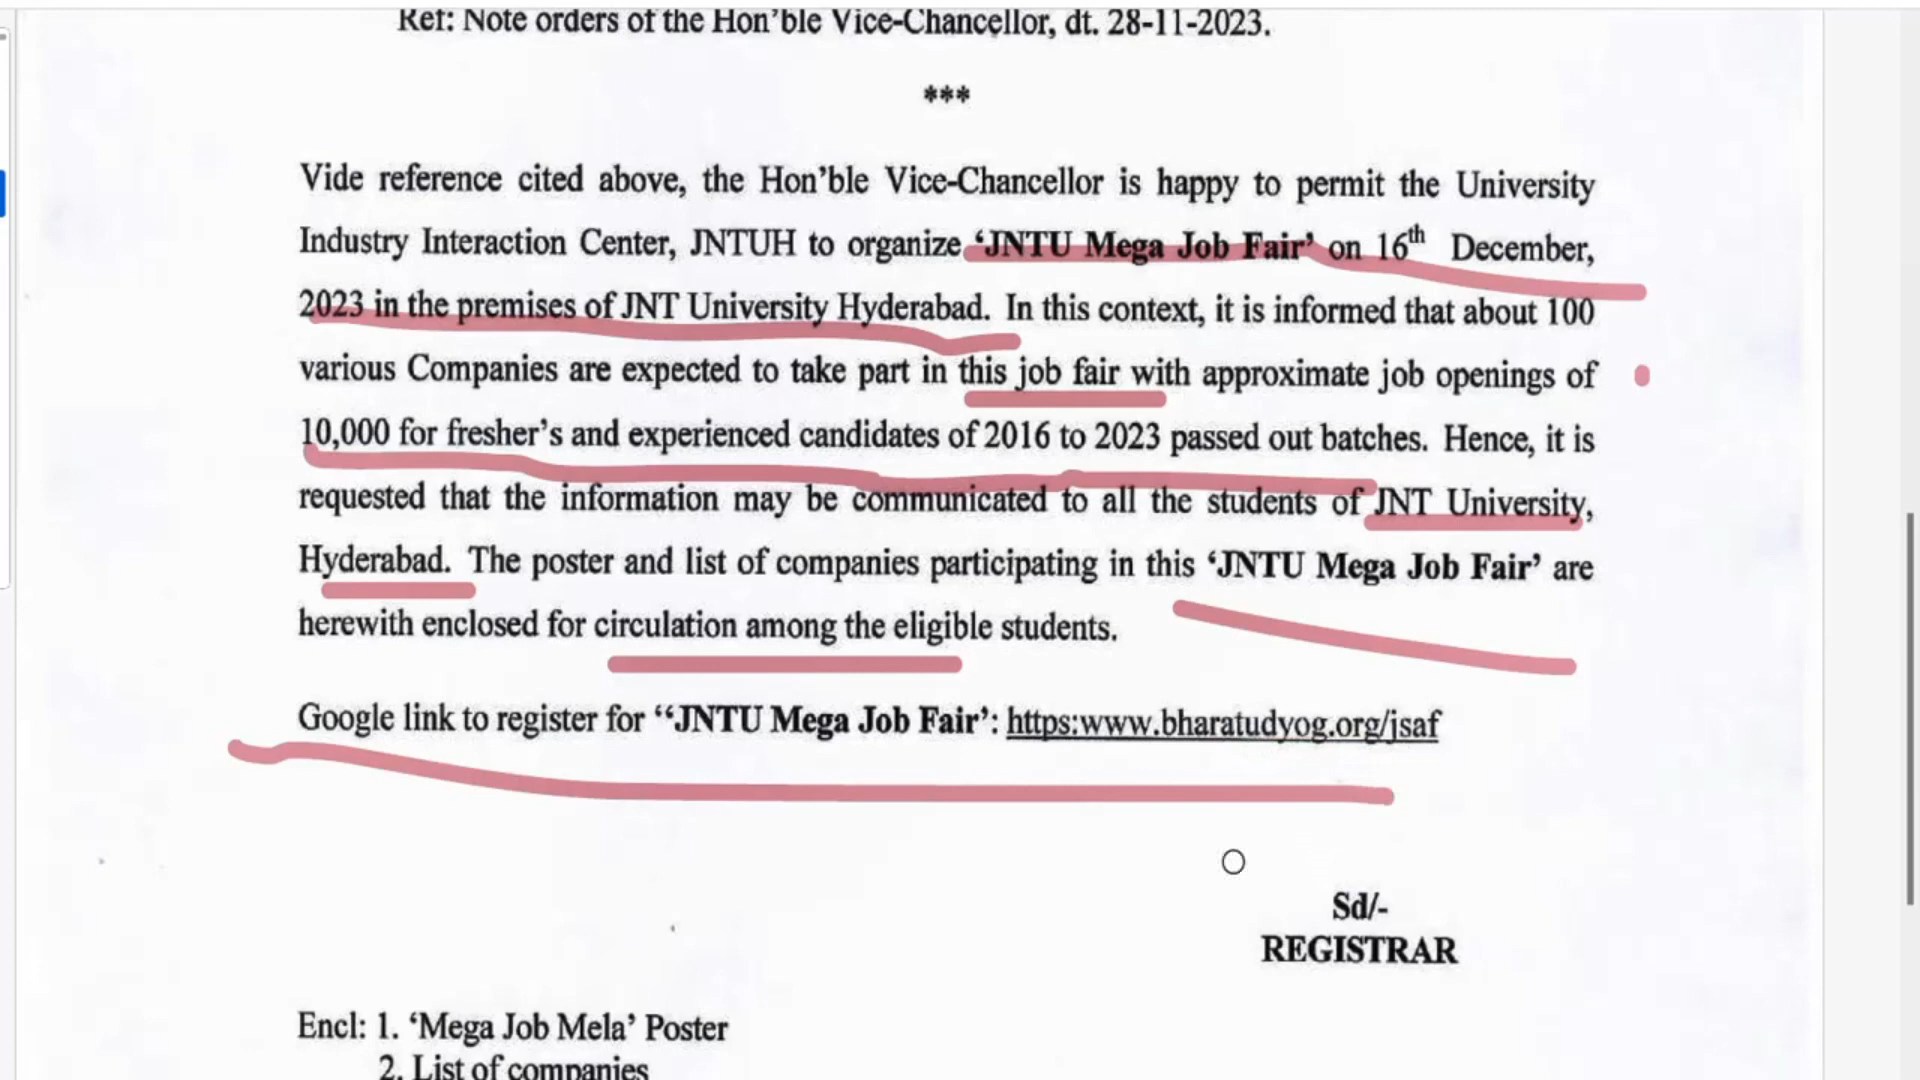 Ref: Note orders of the Hon'ble Vice-Chancellor, dt. 28-11-2023.
***
Vide reference cited above, the Hon'ble Vice-Chancellor is happy to permit the University
Industry Interaction Center, JNTUH to organize 'JNTU Mega Job Fair' on 16th December,
2023 in the premises of JNT University Hyderabad. In this context, it is informed that about 100
various Companies are expected to take part in this job fair with approximate job openings of
10,000 for fresher's and experienced candidates of 2016 to 2023 passed out batches. Hence, it is
requested that the information may be communicated to all the students of JNT University,
Hyderabad. The poster and list of companies participating in this 'JNTU Mega Job Fair' are
herewith enclosed for circulation among the eligible students.
Google link to register for "JNTU Mega Job Fair': https:www.bharatudyog.org/jsaf
Sd/-
REGISTRAR
Encl: 1. 'Mega Job Mela' Poster
2. List of companies